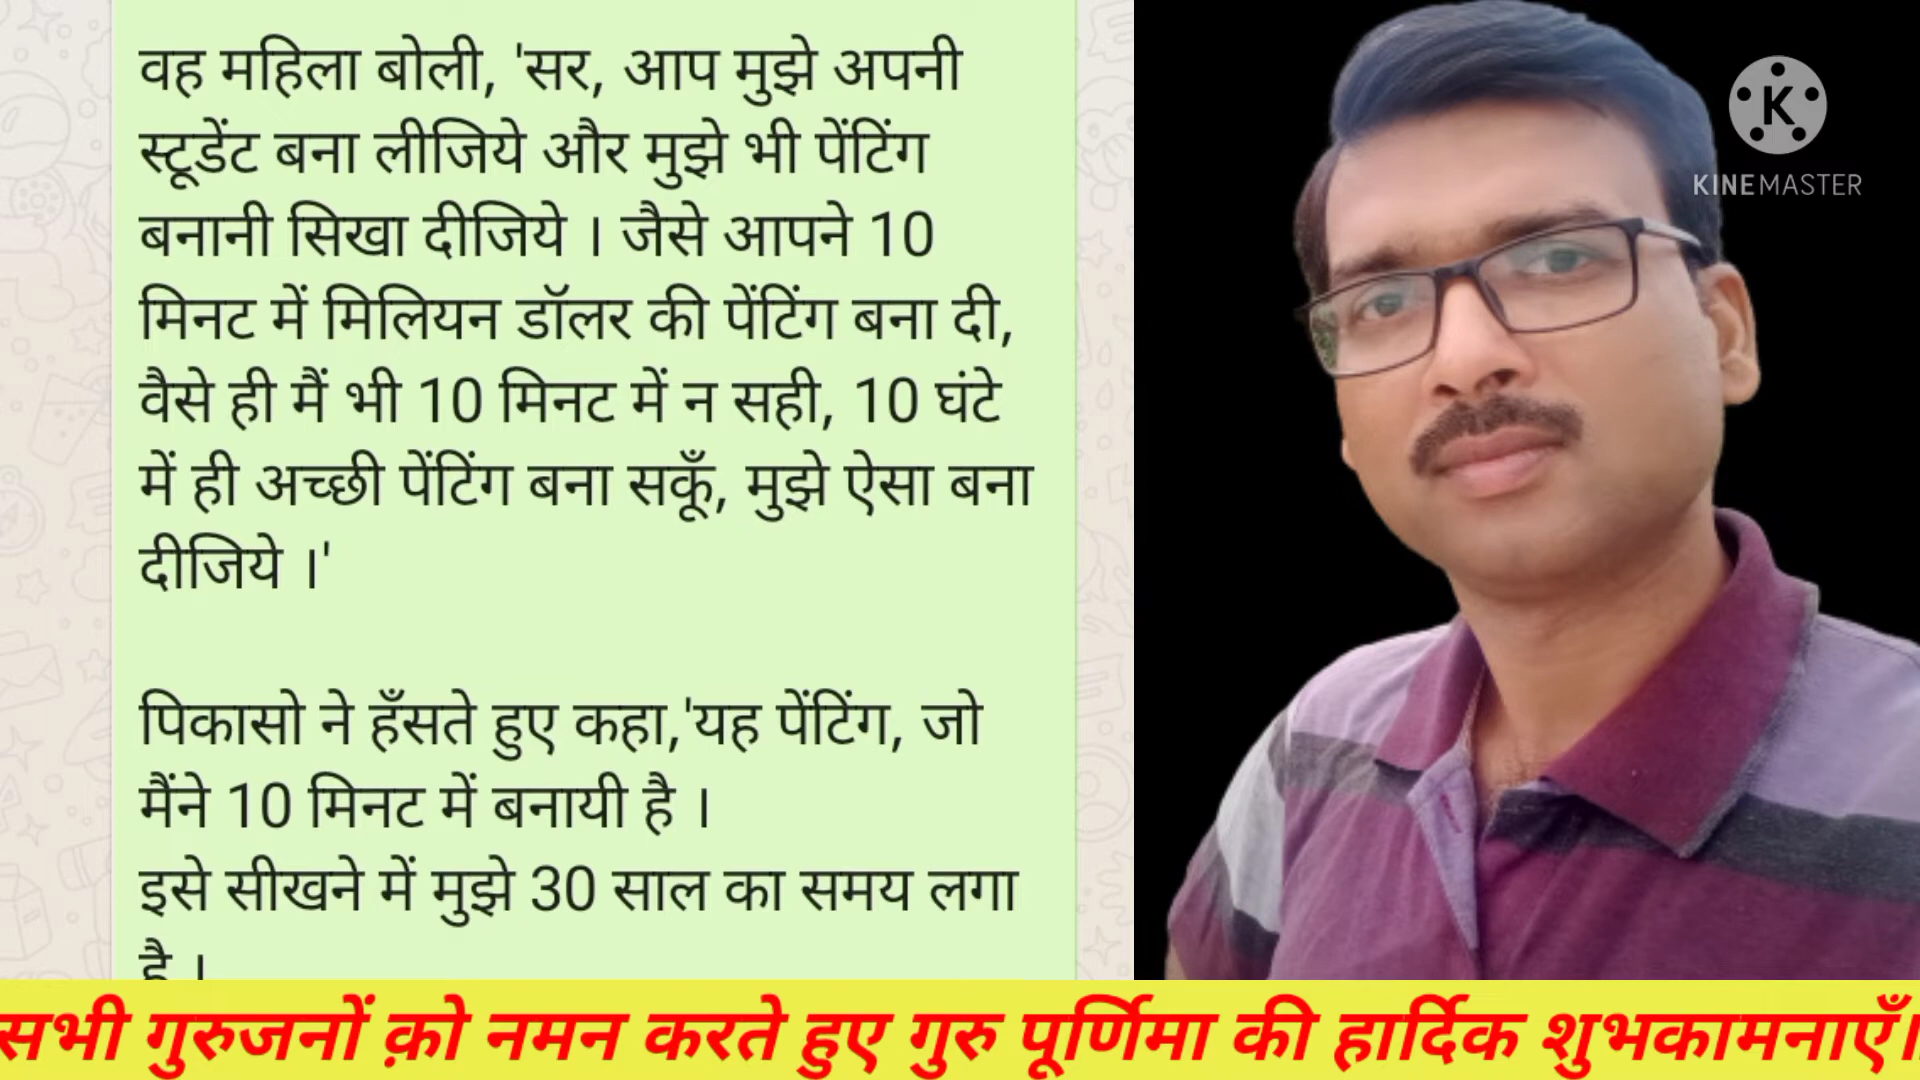 वह महिला बोली, 'सर, आप मुझे अपनी
स्टूडेंट बना लीजिये और मुझे भी पेंटिंग
बनानी सिखा दीजिये । जैसे आपने 10
मिनट में मिलियन डॉलर की पेंटिंग बना दी,
वैसे ही मैं भी 10 मिनट में न सही, 10 घंटे
में ही अच्छी पेंटिंग बना सकूँ, मुझे ऐसा बना
दीजिये ।'
पिकासो ने हँसते हुए कहा,'यह पेंटिंग, जो
मैंने 10 मिनट में बनायी है ।
इसे सीखने में मुझे 30 साल का समय लगा
है ।
K
KINEMASTER
सभी गुरुजनों क़ो नमन करते हुए गुरु पूर्णिमा की हार्दिक शुभकामनाएँ।